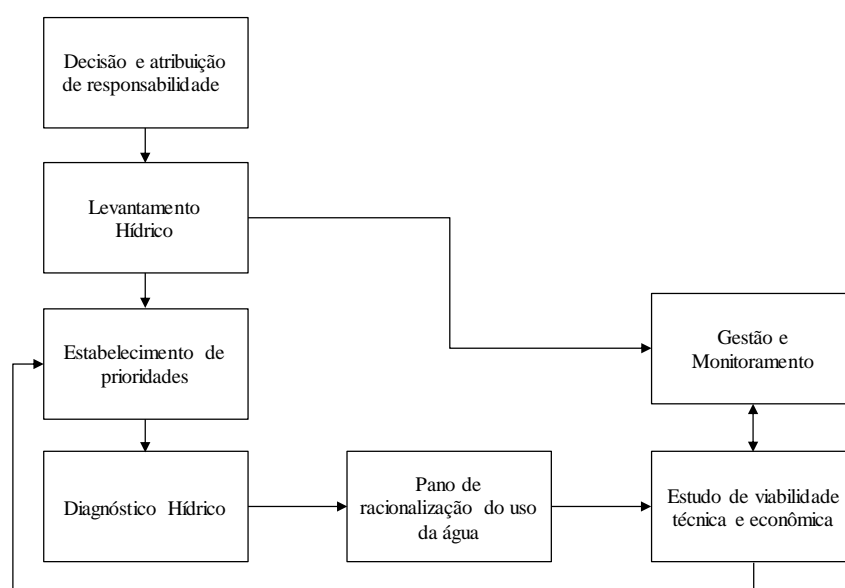 Decisão e atribuição
de responsabilidade
Levantamento
Hídrico
Estabelecimento de
prioridades
Diagnóstico Hídrico
Pano de
racionalização do uso
da água
Gestão e
Monitoramento
Estudo de viabilidade
técnica e econômica